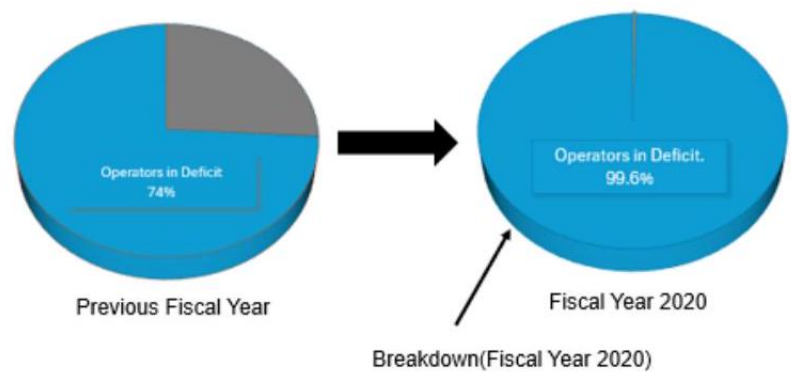 Operators in Deficit
74%
Operators in Deficit.
99.6%
Previous Fiscal Year
Fiscal Year 2020
Breakdown(Fiscal Year 2020)